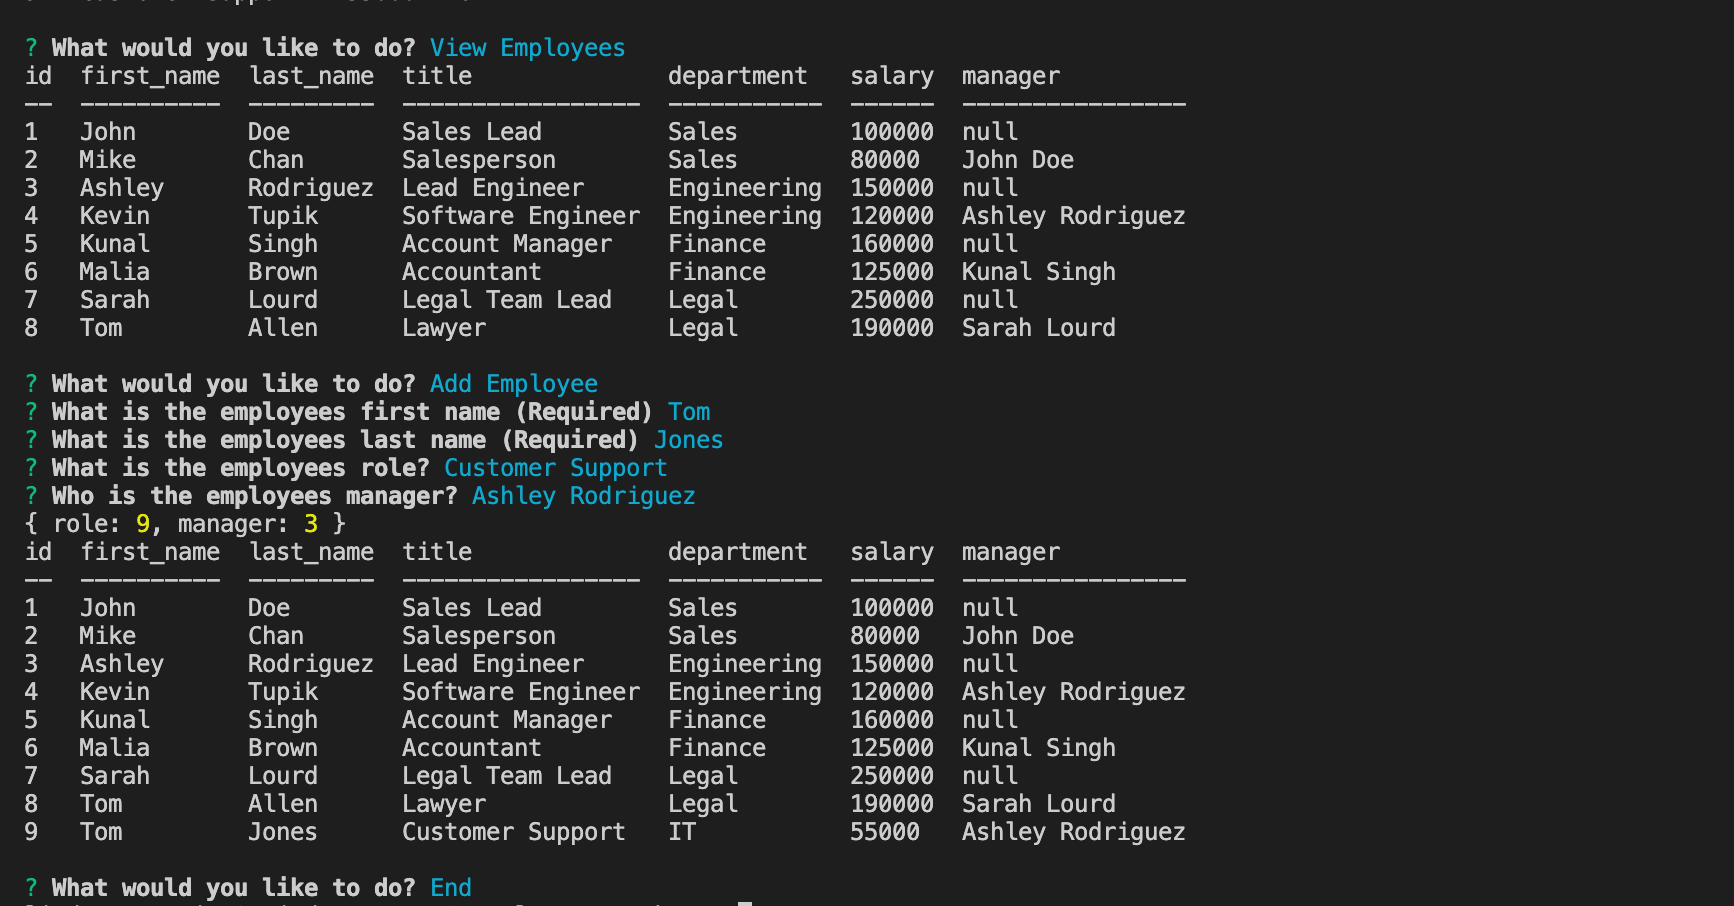 ? What would you like to do? View Employees
id  first_name  last_name  title              department   salary  manager
--  ----------  ---------  -----------------  -----------  ------  ----------------
1   John        Doe        Sales Lead         Sales        100000  null
2   Mike        Chan       Salesperson        Sales        80000   John Doe
3   Ashley      Rodriguez  Lead Engineer      Engineering  150000  null
4   Kevin       Tupik      Software Engineer  Engineering  120000  Ashley Rodriguez
5   Kunal       Singh      Account Manager    Finance      160000  null
6   Malia       Brown      Accountant         Finance      125000  Kunal Singh
7   Sarah       Lourd      Legal Team Lead    Legal        250000  null
8   Tom         Allen      Lawyer             Legal        190000  Sarah Lourd
? What would you like to do? Add Employee
? What is the employees first name (Required) Tom
? What is the employees last name (Required) Jones
? What is the employees role? Customer Support
? Who is the employees manager? Ashley Rodriguez
{ role: 9, manager: 3 }
id  first_name  last_name  title              department   salary  manager
--  ----------  ---------  -----------------  -----------  ------  ----------------
1   John        Doe        Sales Lead         Sales        100000  null
2   Mike        Chan       Salesperson        Sales        80000   John Doe
3   Ashley      Rodriguez  Lead Engineer      Engineering  150000  null
4   Kevin       Tupik      Software Engineer  Engineering  120000  Ashley Rodriguez
5   Kunal       Singh      Account Manager    Finance      160000  null
6   Malia       Brown      Accountant         Finance      125000  Kunal Singh
7   Sarah       Lourd      Legal Team Lead    Legal        250000  null
8   Tom         Allen      Lawyer             Legal        190000  Sarah Lourd
9   Tom         Jones      Customer Support   IT           55000   Ashley Rodriguez
? What would you like to do? End